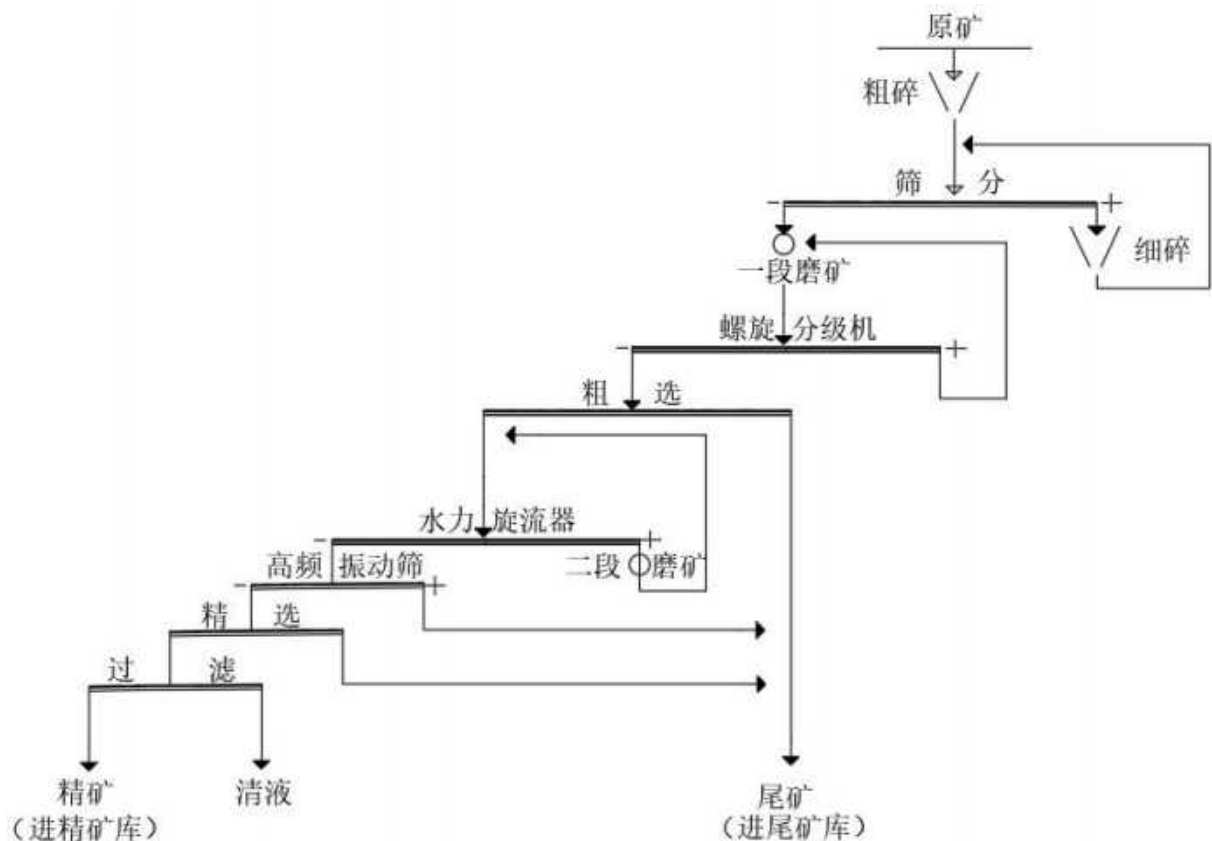 原矿
粗碎
筛 分
- +
细碎
一段磨矿
螺旋 分级机
- +
粗 选
水力 旋流器
- +
高频 振动筛
二段 磨矿
- +
精 选
过 滤
精矿
(进精矿库)
清液
尾矿
(进尾矿库)